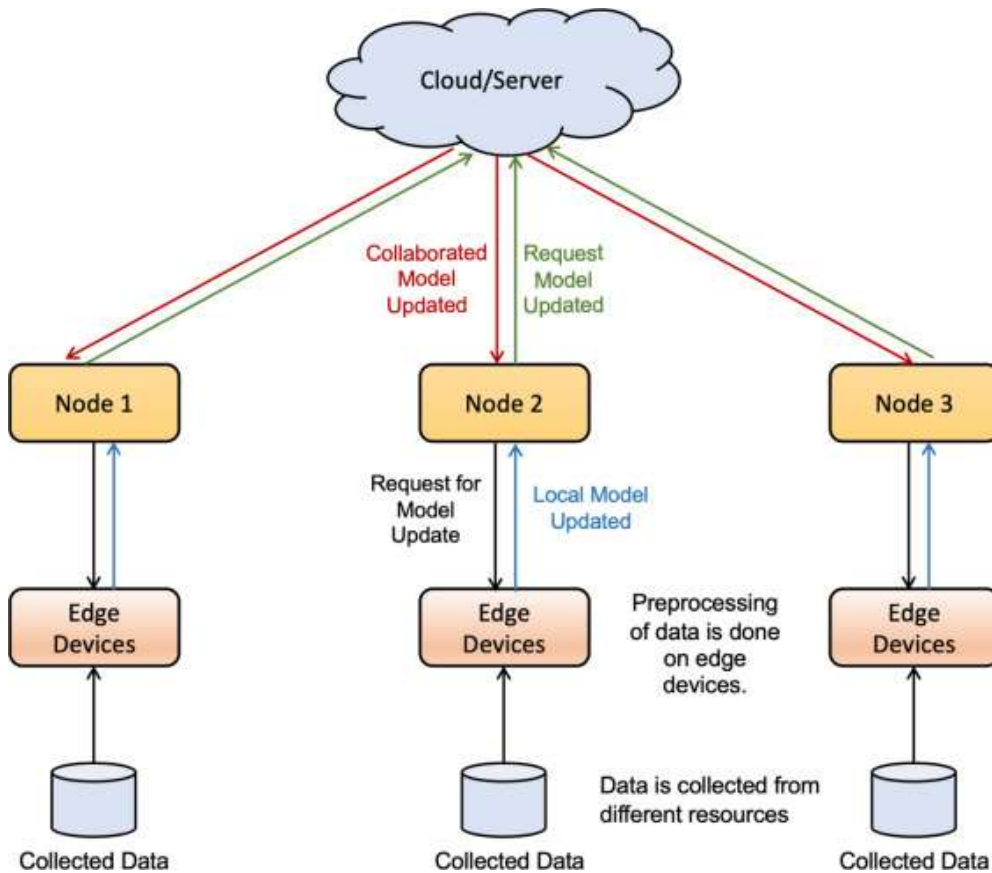 Cloud/Server
Collaborated
Model
Updated
Request
Model
Updated
Node 1
Node 2
Node 3
Request for
Model
Update
Local Model
Updated
Edge
Devices
Edge
Devices
Preprocessing
of data is done
on edge
devices.
Edge
Devices
Data is collected from
different resources
Collected Data
Collected Data
Collected Data